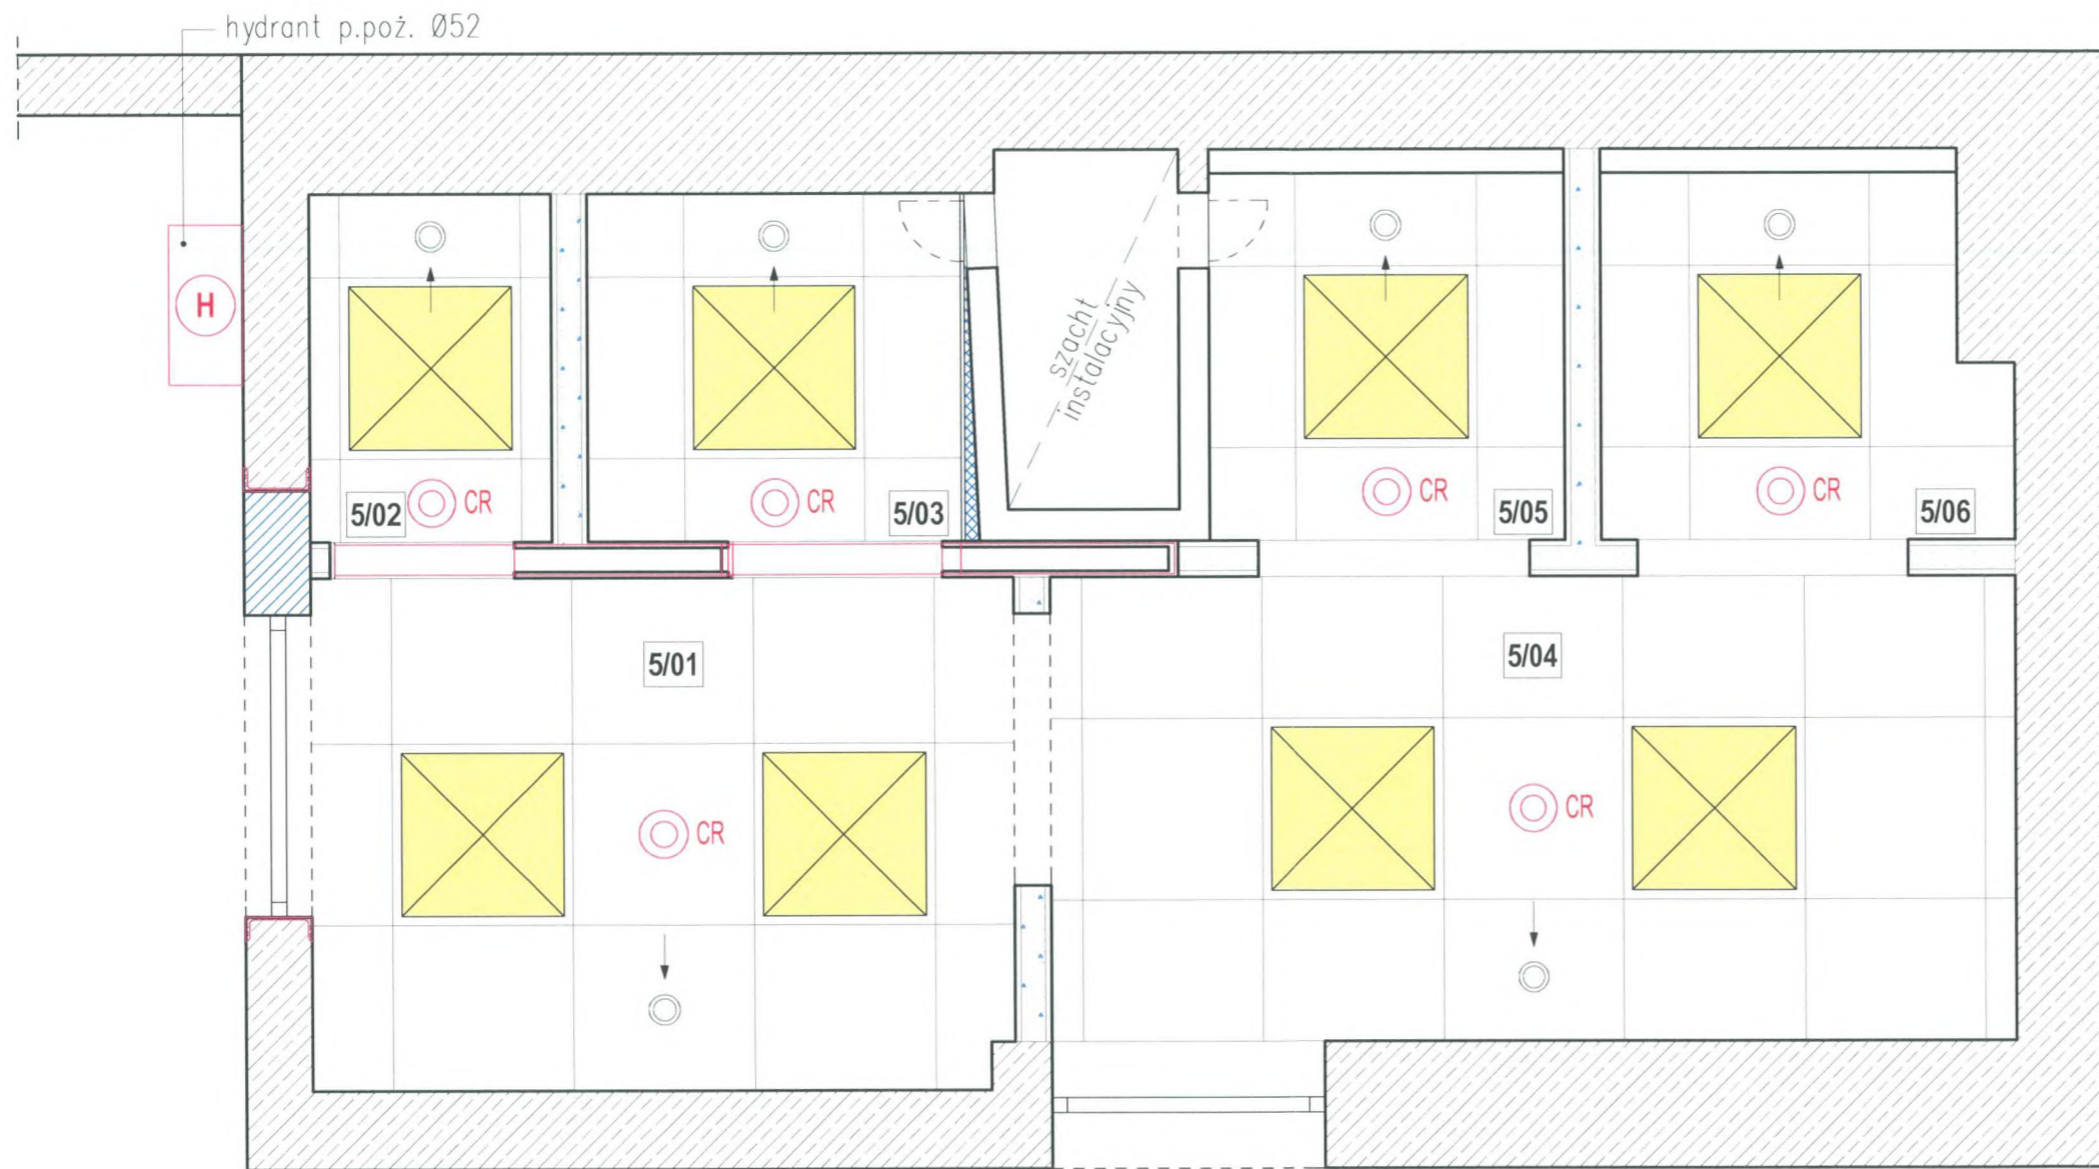 hydrant p.poż. Ø52
H
szacht
instalacyjny
5/02
CR
CR
5/03
CR
5/05
CR
5/06
5/01
5/04
CR
CR